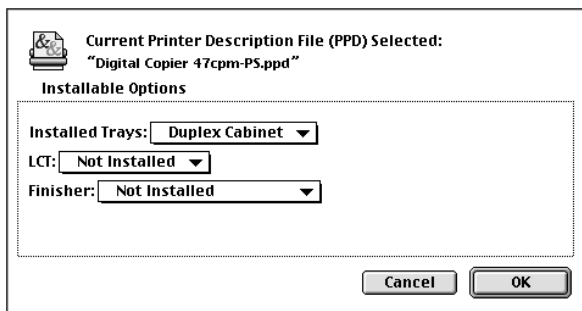 Current Printer Description File (PPD) Selected:
“Digital Copier 47cpm-PS.ppd”
Installable Options
Installed Trays: Duplex Cabinet
LCT: Not Installed
Finisher: Not Installed
Cancel OK